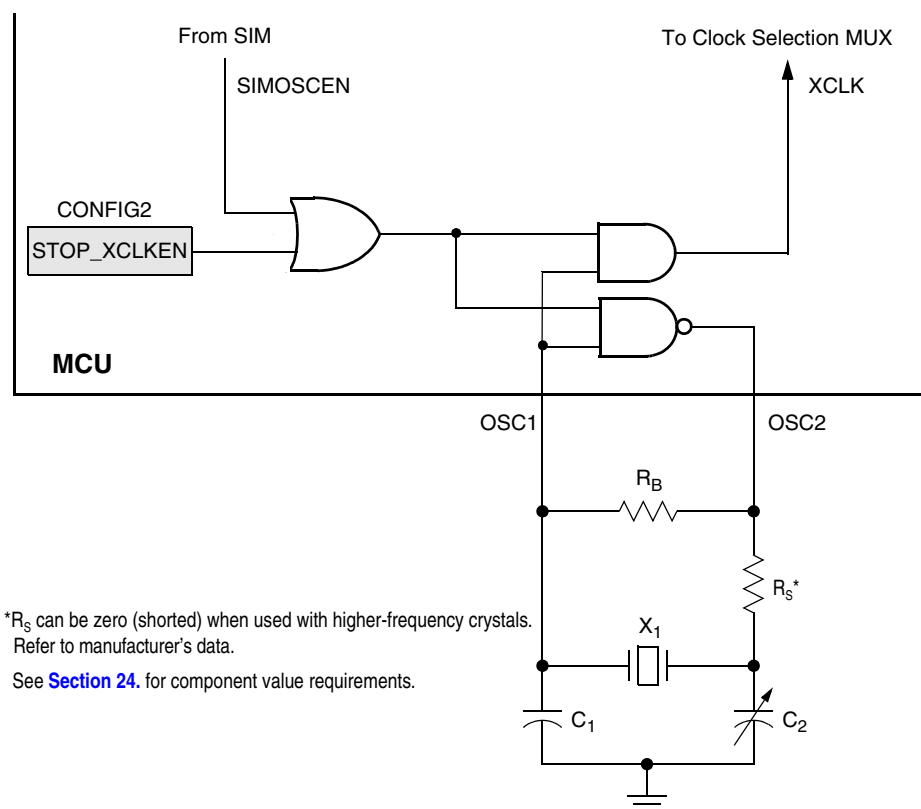 From SIM
To Clock Selection MUX
SIMOSCEN
XCLK
CONFIG2
STOP_XCLKEN
MCU
OSC1
OSC2
RB
RS*
*RS can be zero (shorted) when used with higher-frequency crystals.
Refer to manufacturer's data.
X1
See Section 24. for component value requirements.
C1
C2